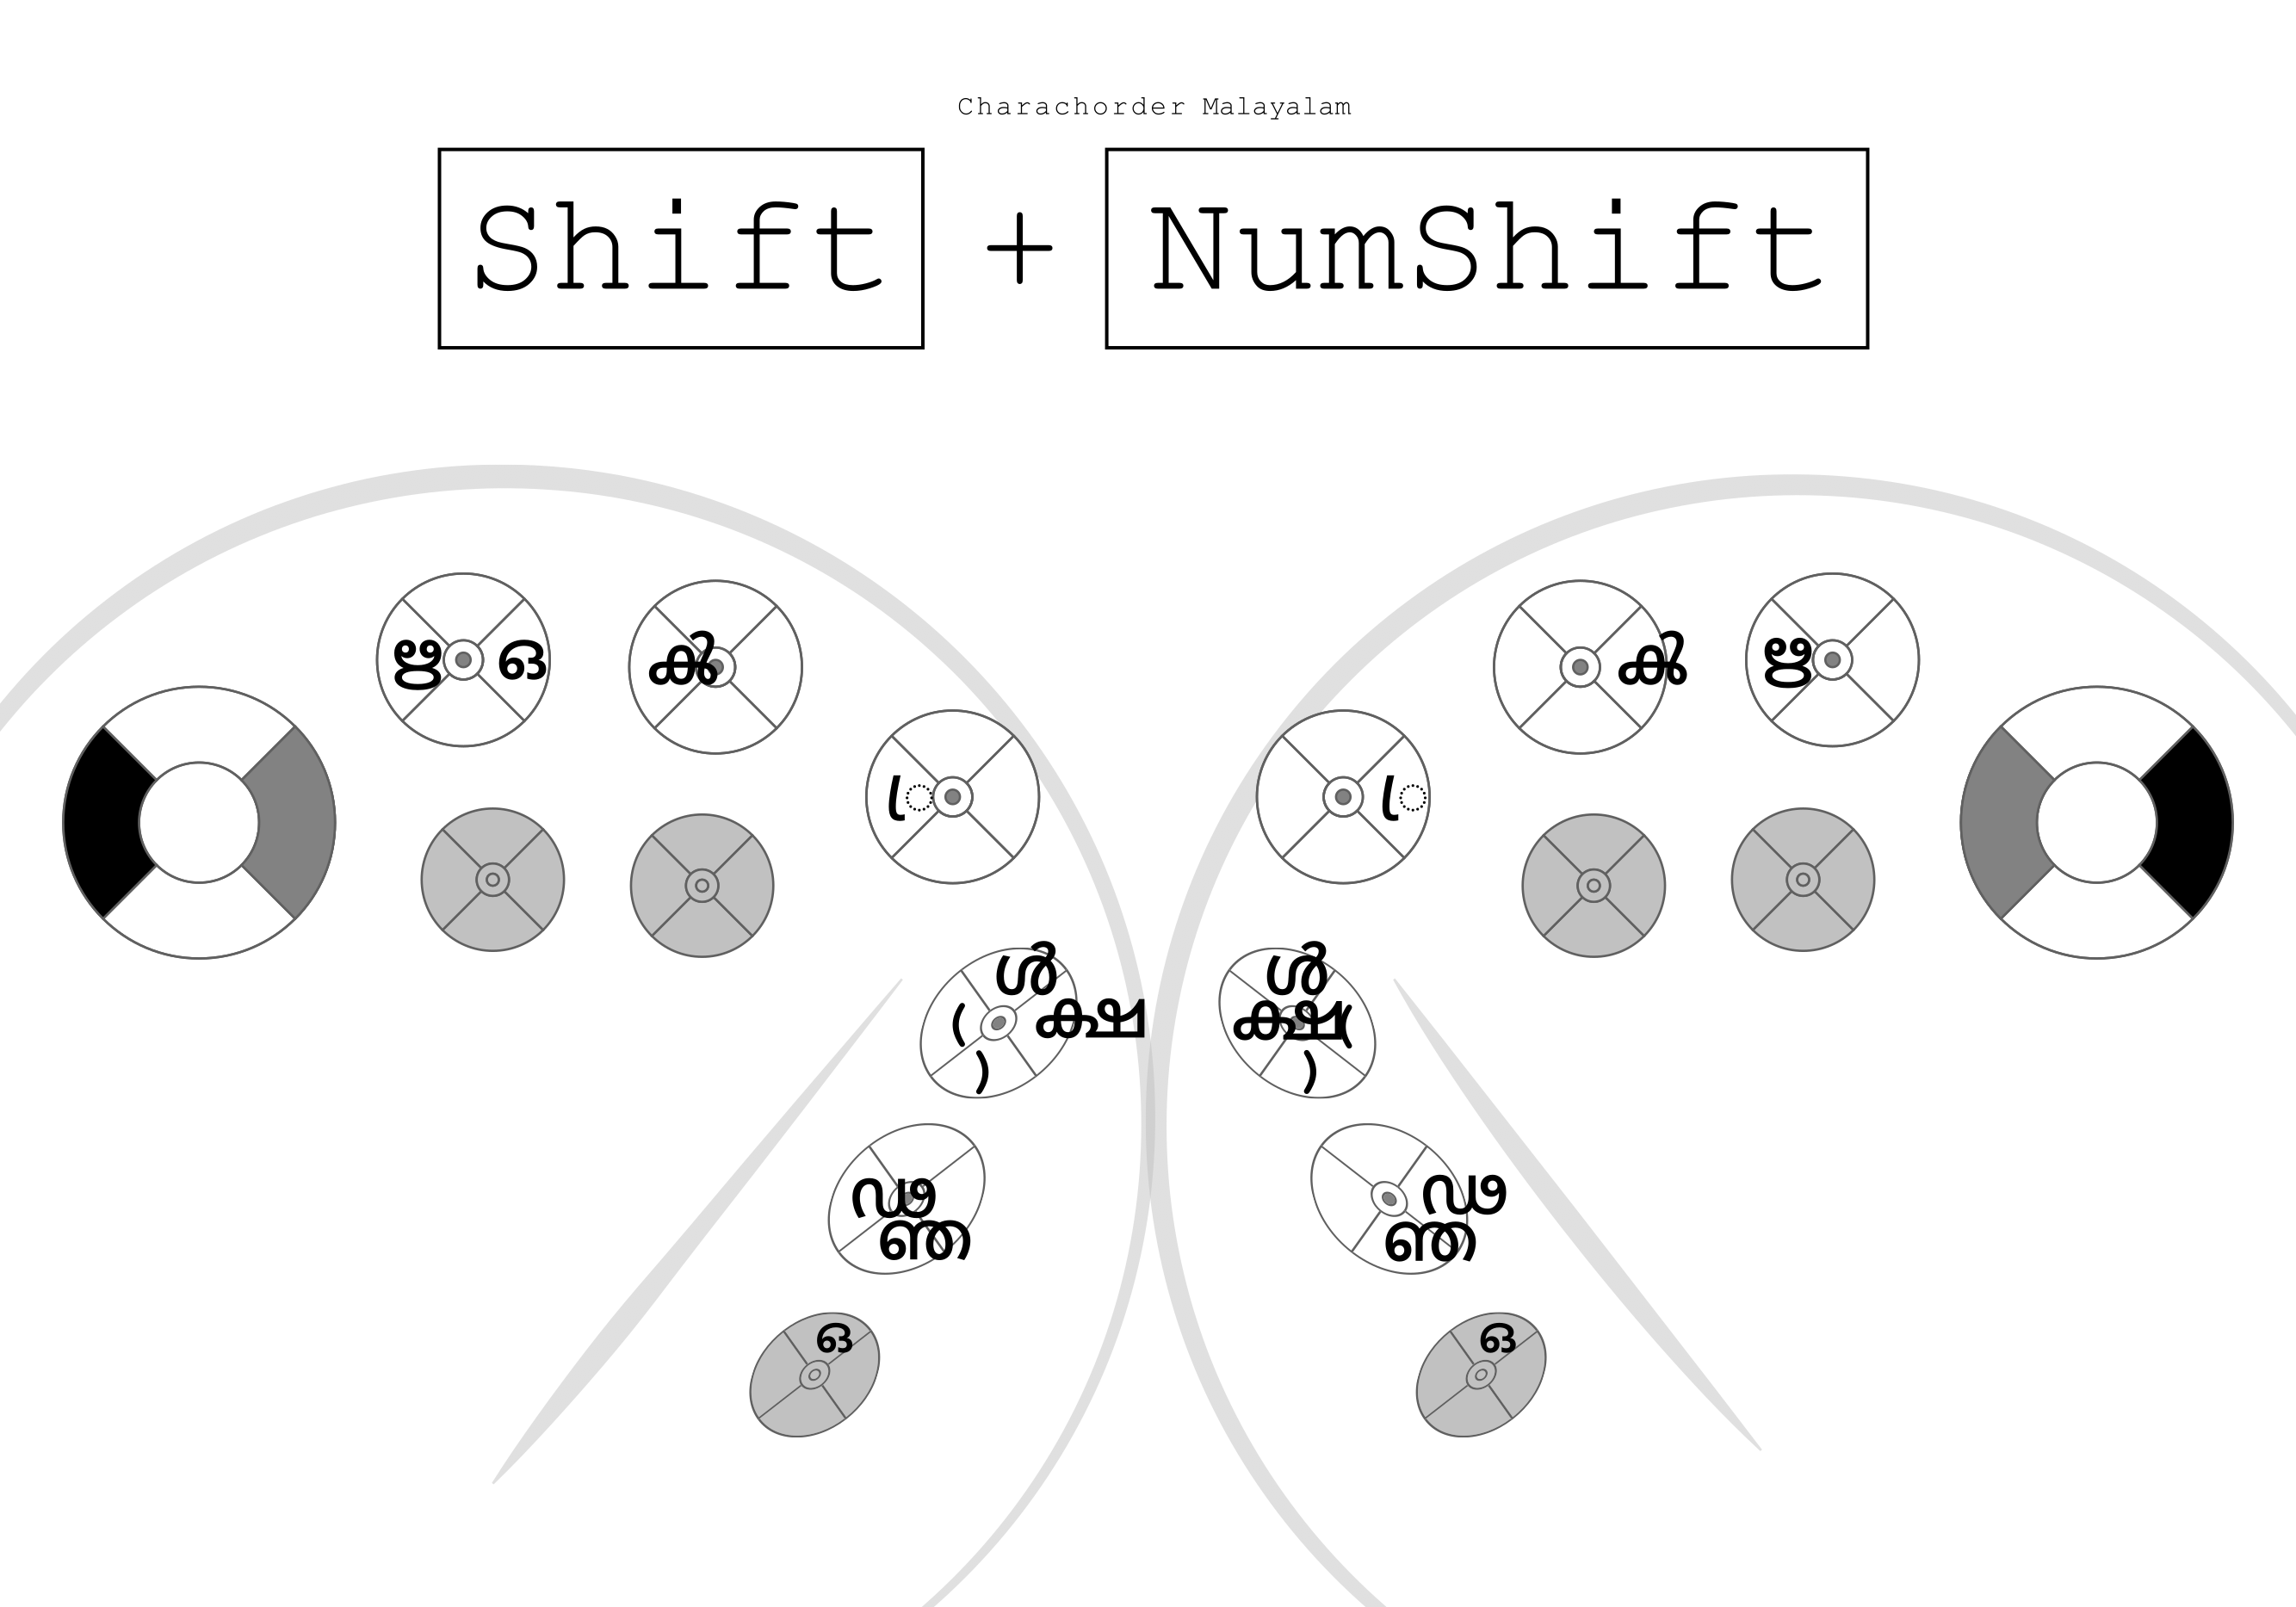 Charachorder Malayalam
Shift + NumShift
ഒ ൿ ൿ
്ര ്ര
ക്ഷ ക്ഷ
( (
) )
ഞ ഞ
ഒ ഒ